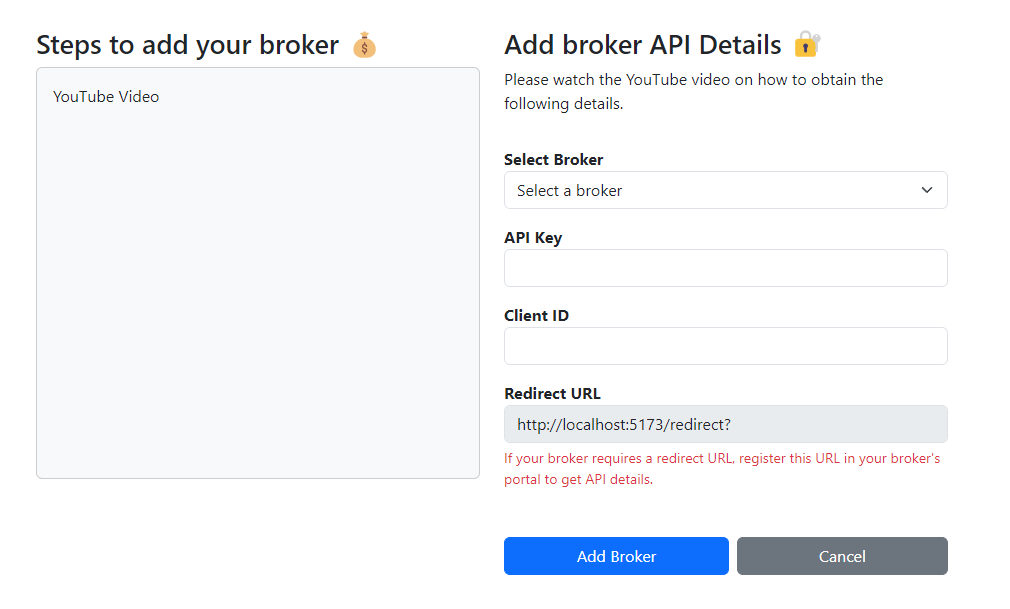 Steps to add your broker
YouTube Video
Add broker API Details
Please watch the YouTube video on how to obtain the
following details.
Select Broker
Select a broker
API Key
Client ID
Redirect URL
http://localhost:5173/redirect?
If your broker requires a redirect URL, register this URL in your broker's
portal to get API details.
Add Broker
Cancel